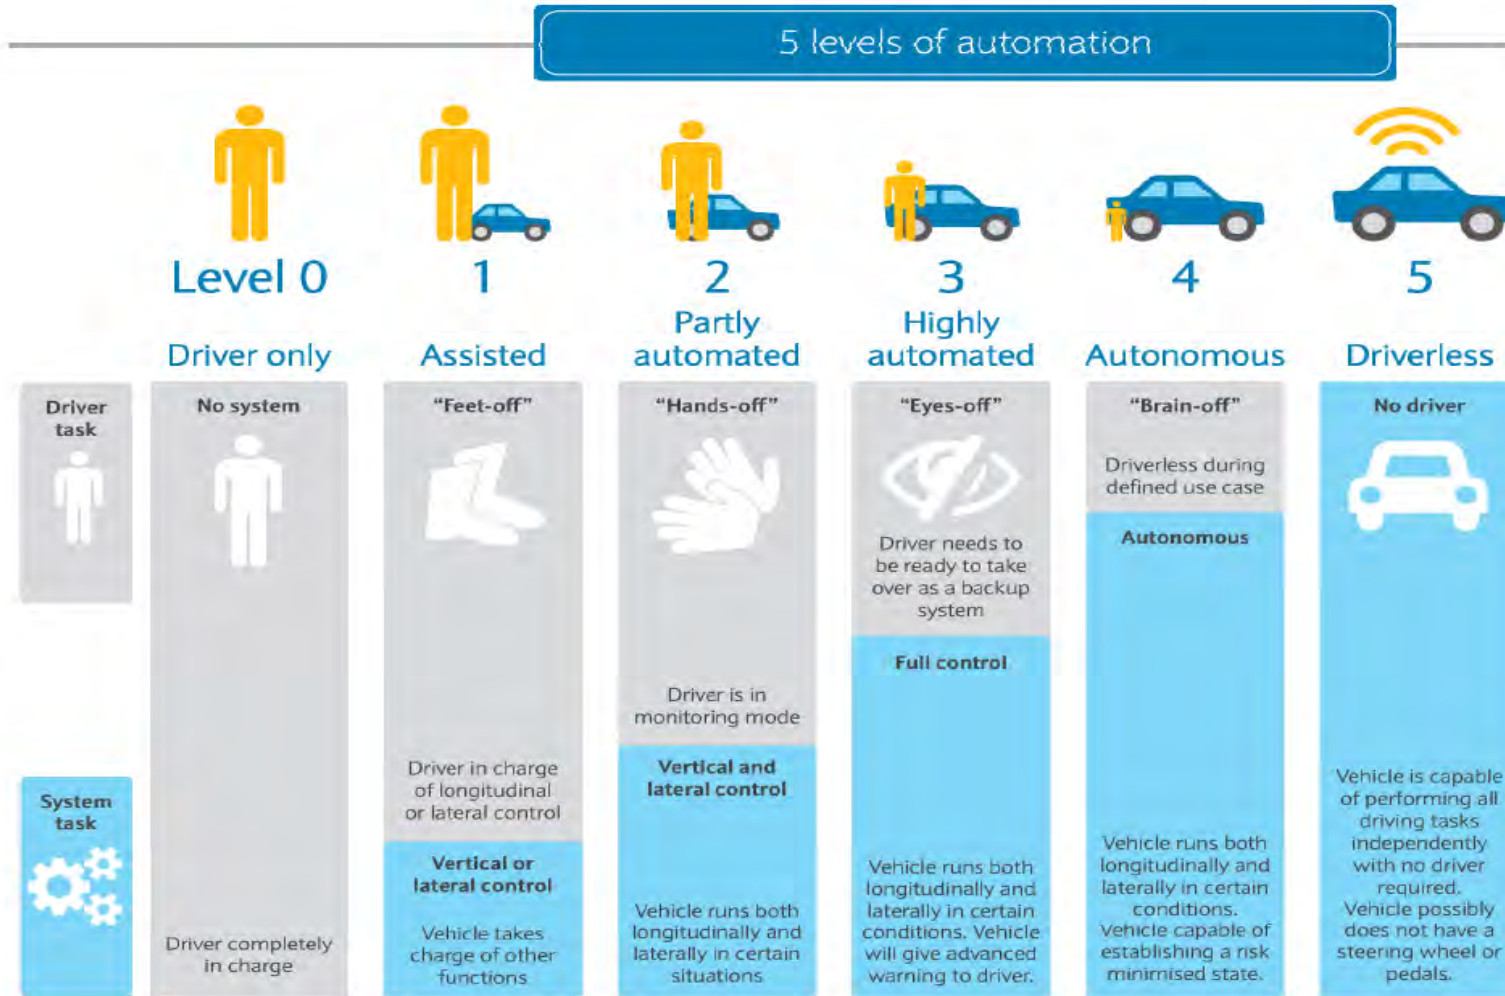 5 levels of automation
Level 0
Driver only
1
Assisted
2
Partly
automated
3
Highly
automated
4
Autonomous
5
Driverless
Driver
task
System
task
No system
Driver completely
in charge
“Feet-off”
Driver in charge
of longitudinal
or lateral control
Vertical or
lateral control
Vehicle takes
charge of other
functions
“Hands-off”
Driver is in
monitoring mode
Vertical and
lateral control
Vehicle runs both
longitudinally and
laterally in certain
situations
“Eyes-off”
Driver needs to
be ready to take
over as a backup
system
Full control
Vehicle runs both
longitudinally and
laterally in certain
conditions. Vehicle
will give advanced
warning to driver.
“Brain-off”
Driverless during
defined use case
Autonomous
Vehicle runs both
longitudinally and
laterally in certain
conditions.
Vehicle capable of
establishing a risk
minimised state.
No driver
Vehicle is capable
of performing all
driving tasks
independently
with no driver
required.
Vehicle possibly
does not have a
steering wheel or
pedals.